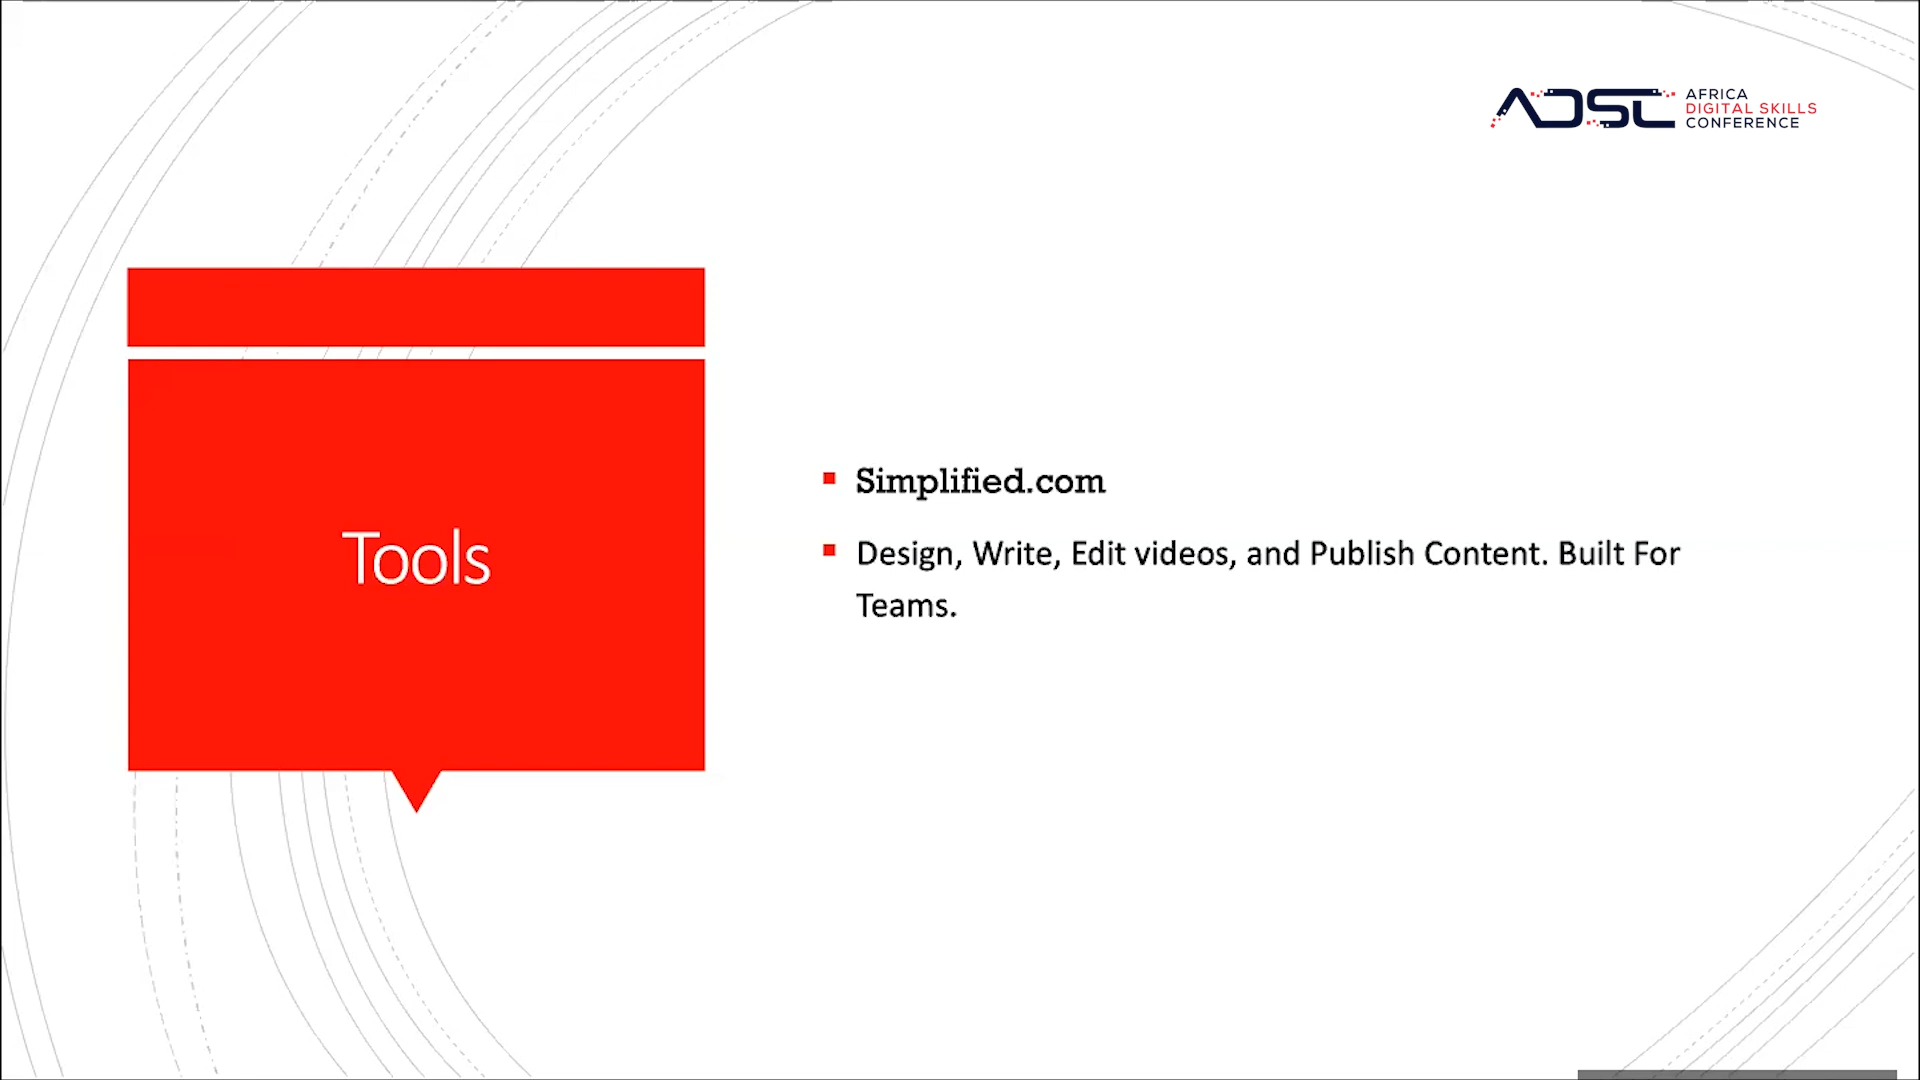 ADSC
AFRICA
DIGITAL SKILLS
CONFERENCE
Tools
Simplified.com
Design, Write, Edit videos, and Publish Content. Built For
Teams.